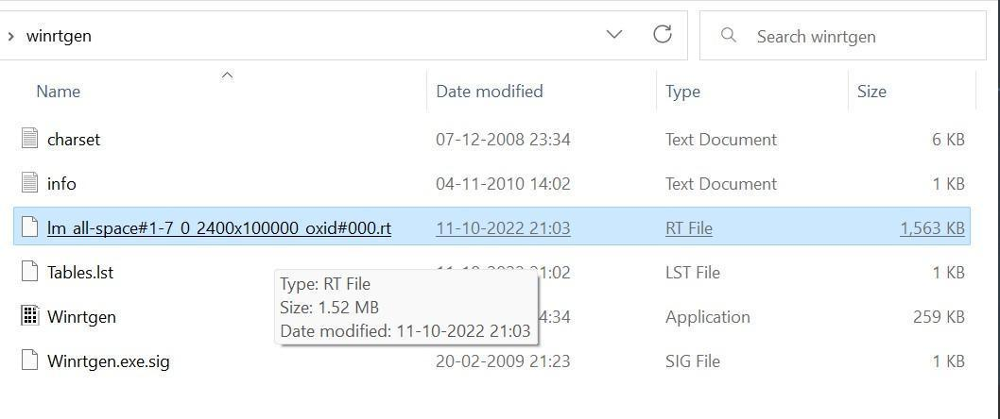 winrtgen
Search winrtgen
Name Date modified Type Size
charset 07-12-2008 23:34 Text Document 6 KB
info 04-11-2010 14:02 Text Document 1 KB
lm_all-space#1-7_0_2400x100000_oxid#000.rt 11-10-2022 21:03 RT File 1,563 KB
Tables.lst :02 LST File 1 KB
Type: RT File
Size: 1.52 MB
Winrtgen 4:34 Application 259 KB
Date modified: 11-10-2022 21:03
Winrtgen.exe.sig 20-02-2009 21:23 SIG File 1 KB